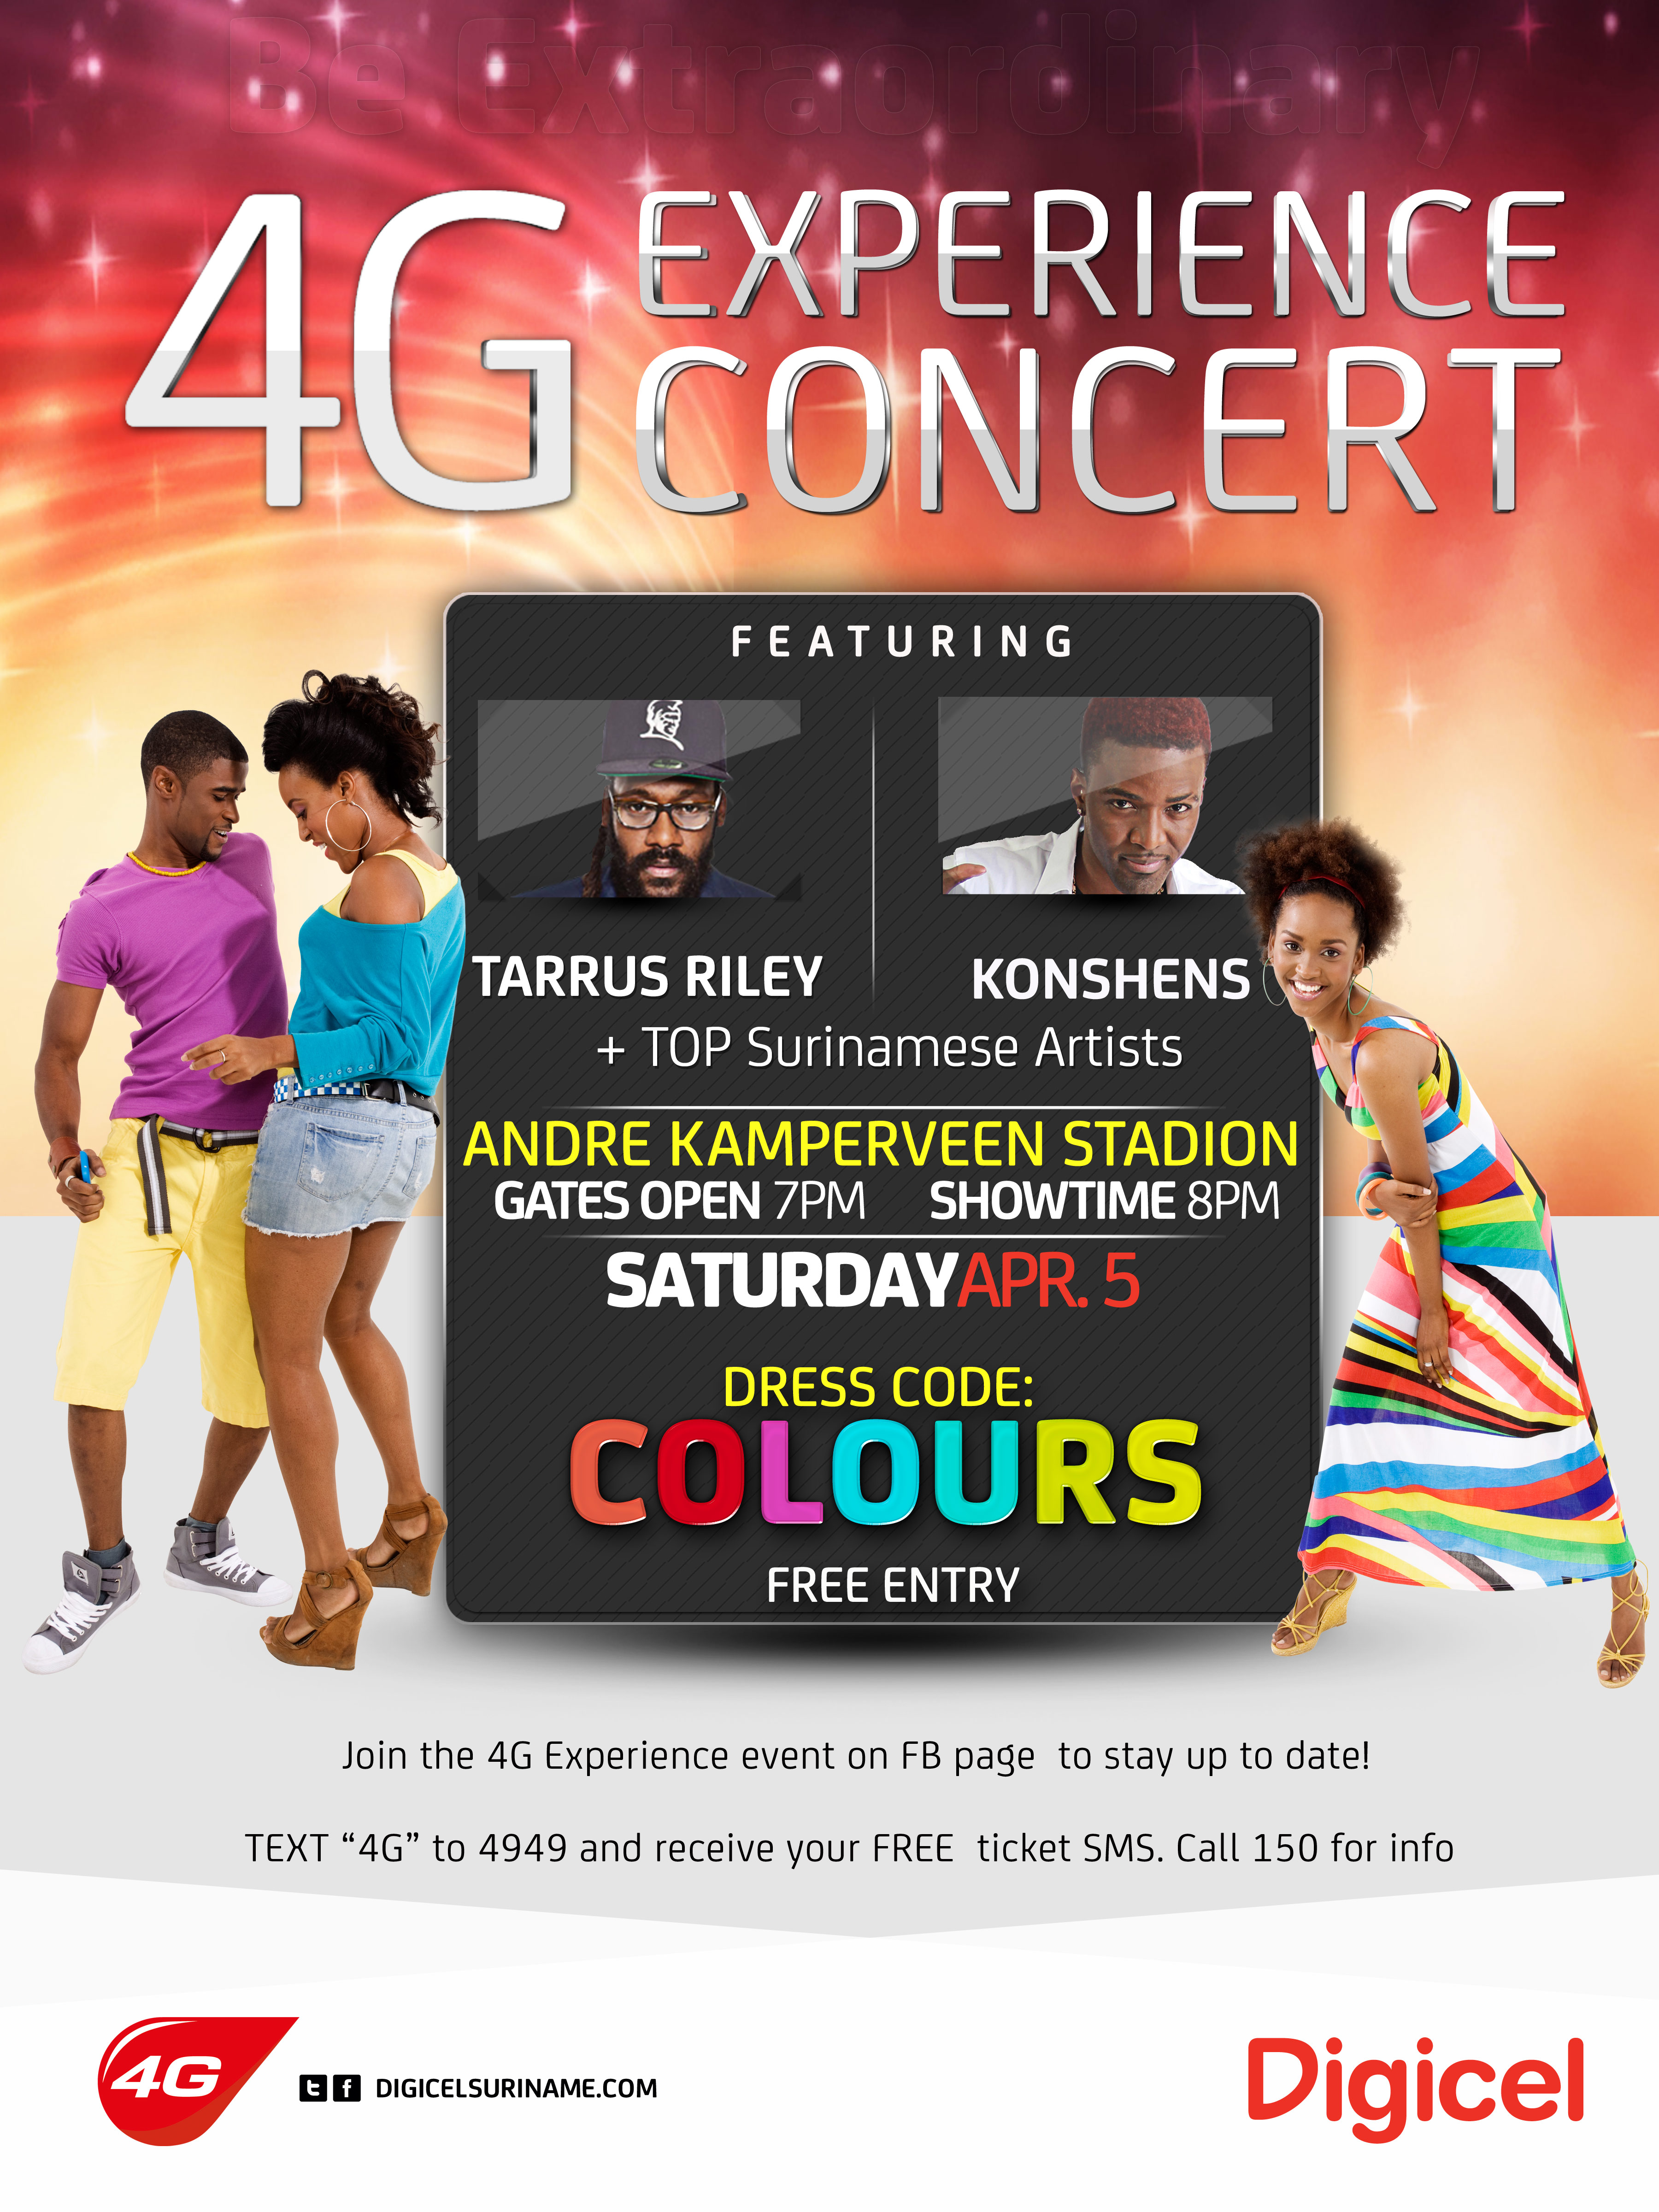 Be Extraordinary
4G EXPERIENCE
CONCERT
FEATURING
TARRUS RILEY
KONSHENS
+ TOP Surinamese Artists
ANDRE KAMPERVEEN STADION
GATES OPEN 7PM SHOWTIME 8PM
SATURDAY APR. 5
DRESS CODE:
COLOURS
FREE ENTRY
Join the 4G Experience event on FB page  to stay up to date!
TEXT “4G” to 4949 and receive your FREE  ticket SMS. Call 150 for info
4G
t f DIGICELSURINAME.COM
Digicel